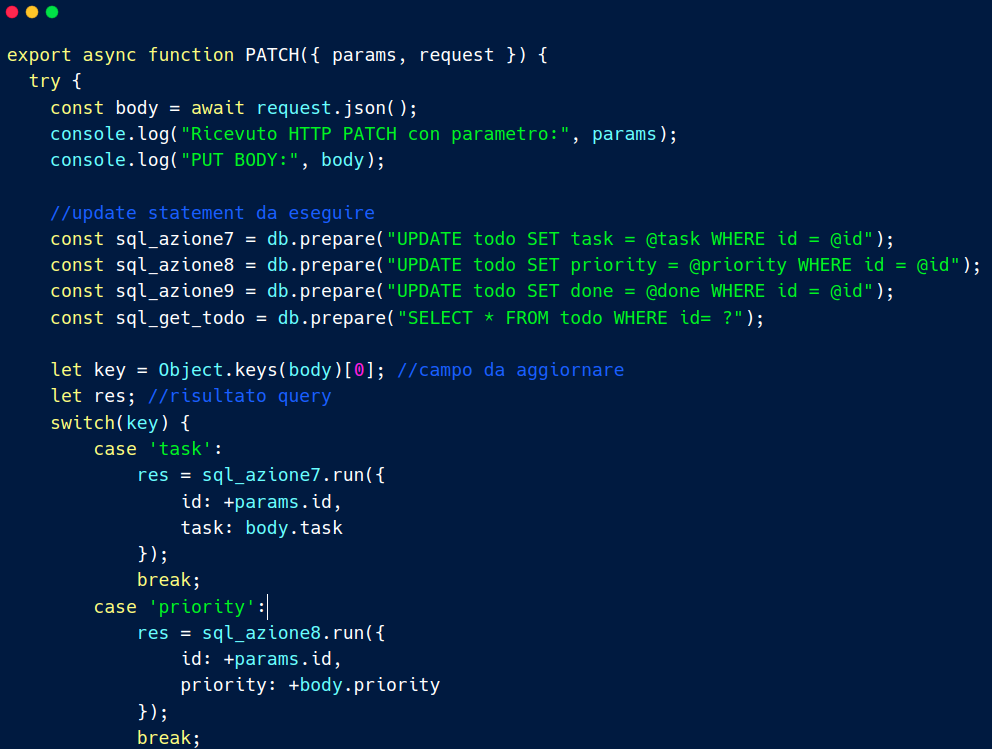 export async function PATCH({ params, request }) {
  try {
    const body = await request.json();
    console.log("Ricevuto HTTP PATCH con parametro:", params);
    console.log("PUT BODY:", body);

    //update statement da eseguire
    const sql_azione7 = db.prepare("UPDATE todo SET task = @task WHERE id = @id");
    const sql_azione8 = db.prepare("UPDATE todo SET priority = @priority WHERE id = @id");
    const sql_azione9 = db.prepare("UPDATE todo SET done = @done WHERE id = @id");
    const sql_get_todo = db.prepare("SELECT * FROM todo WHERE id= ?");

    let key = Object.keys(body)[0]; //campo da aggiornare
    let res; //risultato query
    switch(key) {
        case 'task':
            res = sql_azione7.run({
                id: +params.id,
                task: body.task
            });
            break;
        case 'priority':
            res = sql_azione8.run({
                id: +params.id,
                priority: +body.priority
            });
            break;